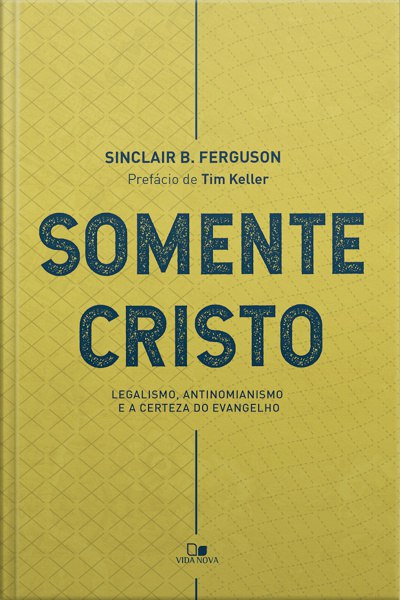 SINCLAIR B. FERGUSON
Prefácio de Tim Keller
SOMENTE
CRISTO
LEGALISMO, ANTINOMIANISMO
E A CERTEZA DO EVANGELHO
VIDA NOVA